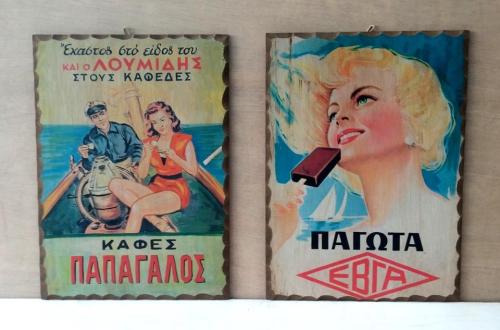 Έκαστος στό είδος του
ΚΑΙ Ο ΛΟΥΜΙΔΗΣ
ΣΤΟΥΣ ΚΑΦΕΔΕΣ
ΚΑΦΕΣ
ΠΑΠΑΓΑΛΟΣ
ΠΑΓΩΤΑ
ΕΒΓΑ